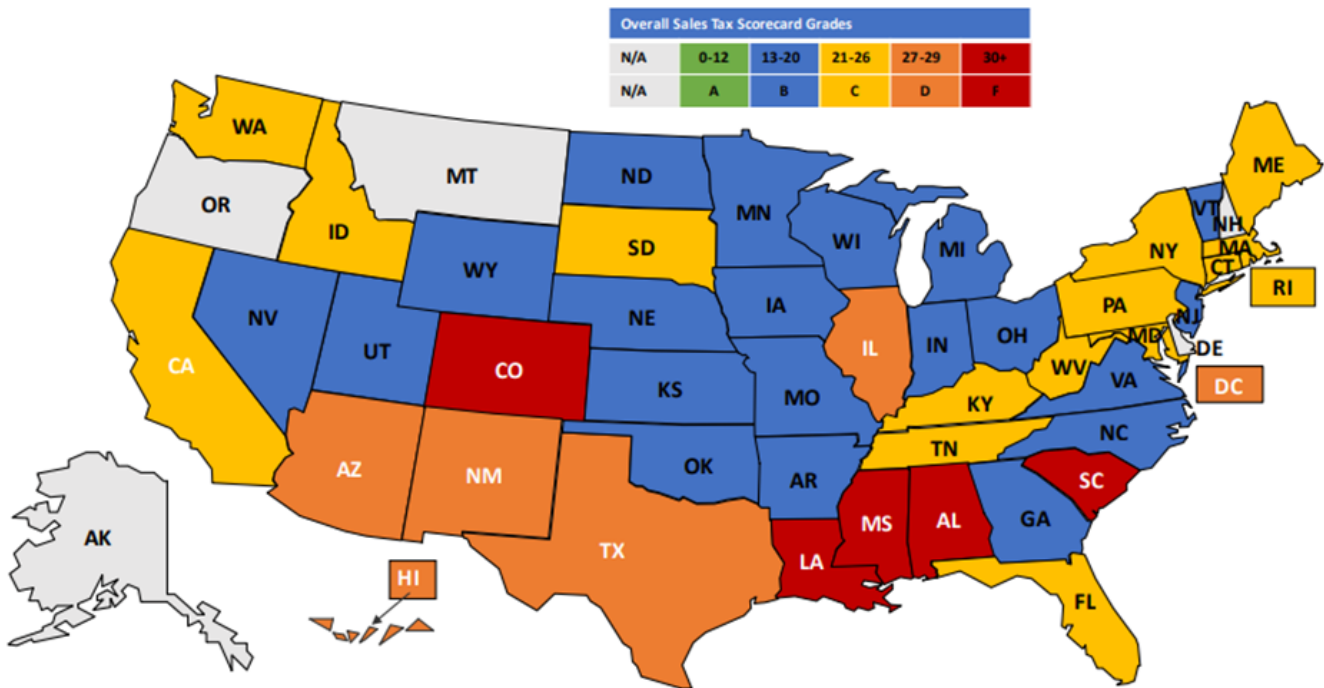 Overall Sales Tax Scorecard Grades
N/A 0-12 13-20 21-26 27-29 30+
N/A A B C D F
WA
MT
ND
ME
OR
MN
VT
NH
ID
SD
WI
MI
NY
MA
WY
CT
RI
IA
PA
NV
NE
NJ
UT
IL
IN
OH
MD
DE
CA
CO
WV
KS
VA
DC
MO
KY
NC
TN
AZ
NM
OK
AR
SC
MS
AL
GA
AK
TX
LA
HI
FL